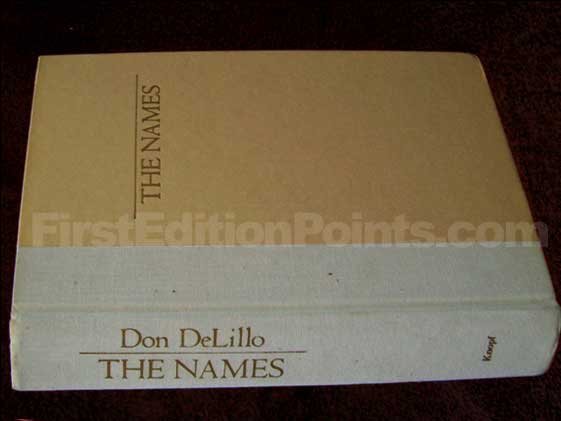 THE NAMES
FirstEditionPoints.com
Don DeLillo
THE NAMES
Knopf